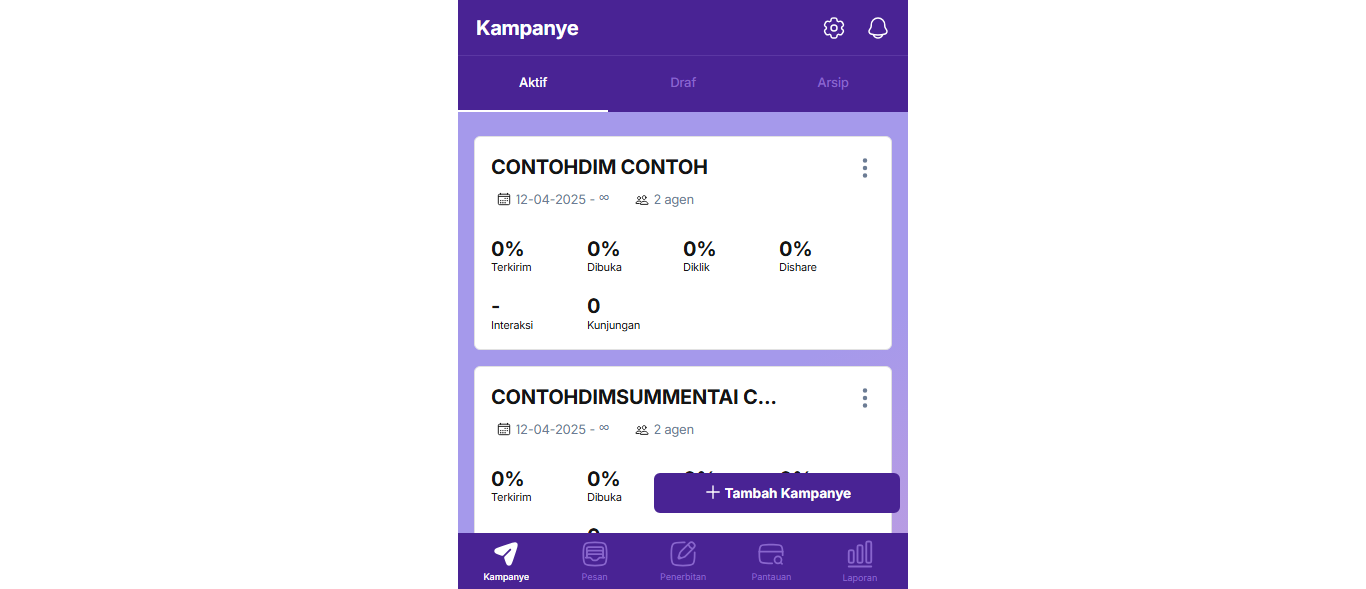 Kampanye
Aktif Draf Arsip
CONTOHDIM CONTOH
12-04-2025 - ∞ 2 agen
0% 0% 0% 0%
Terkirim Dibuka Diklik Dishare
- 0
Interaksi Kunjungan
CONTOHDIMSUMMENTAI C...
12-04-2025 - ∞ 2 agen
0% 0%
Terkirim Dibuka
+ Tambah Kampanye
Kampanye Pesan Penerbitan Pantauan Laporan